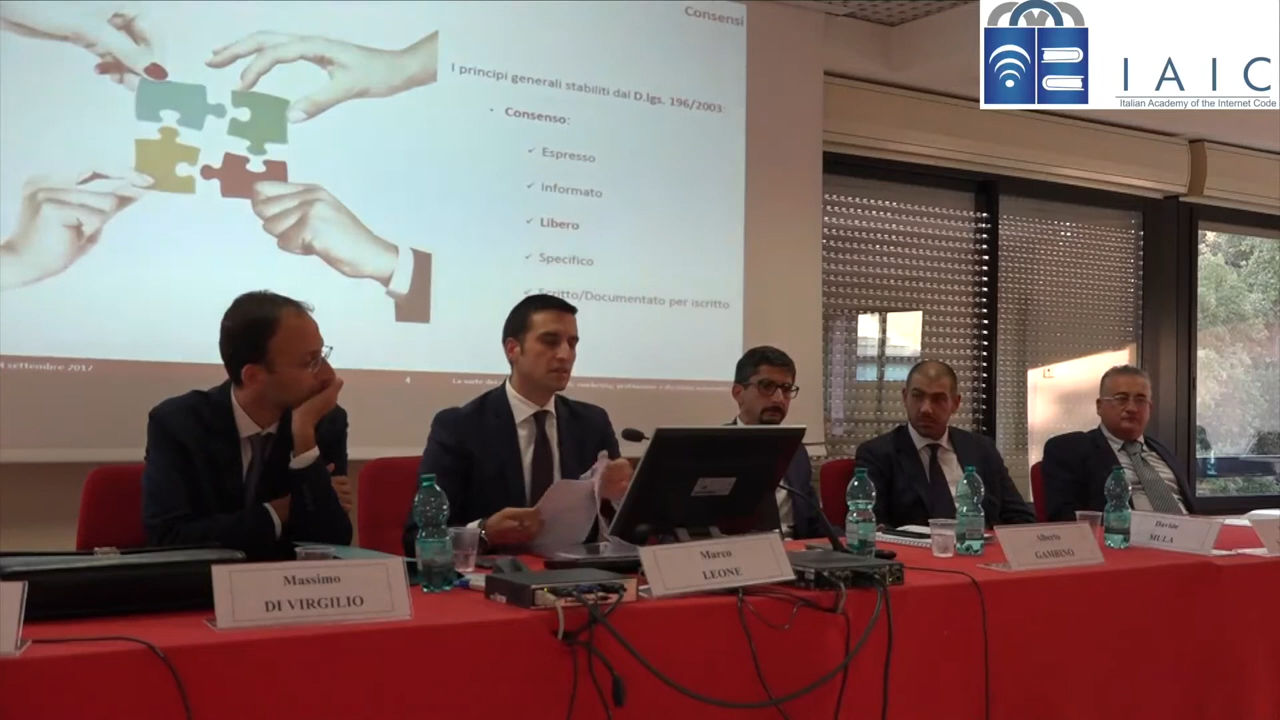 Consensi
I principi generali stabiliti dal D.lgs. 196/2003:
Consenso:
✓ Espresso
✓ Informato
✓ Libero
✓ Specifico
✓ Scritto/Documentato per iscritto
settembre 2017
4
IAIC
Italian Academy of the Internet Code
Massimo
DI VIRGILIO
Marco
LEONE
Alberto
GAMBINO
Davide
MULA